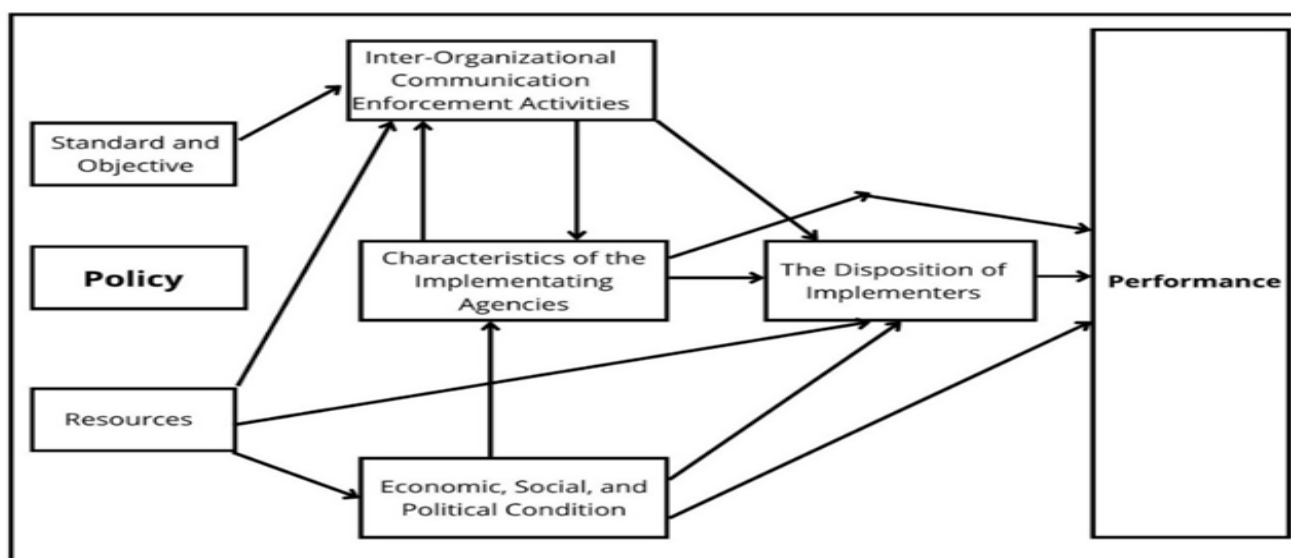 Inter-Organizational
Communication
Enforcement Activities
Standard and
Objective
Policy
Characteristics of the
Implementating
Agencies
The Disposition of
Implementers
Performance
Resources
Economic, Social, and
Political Condition